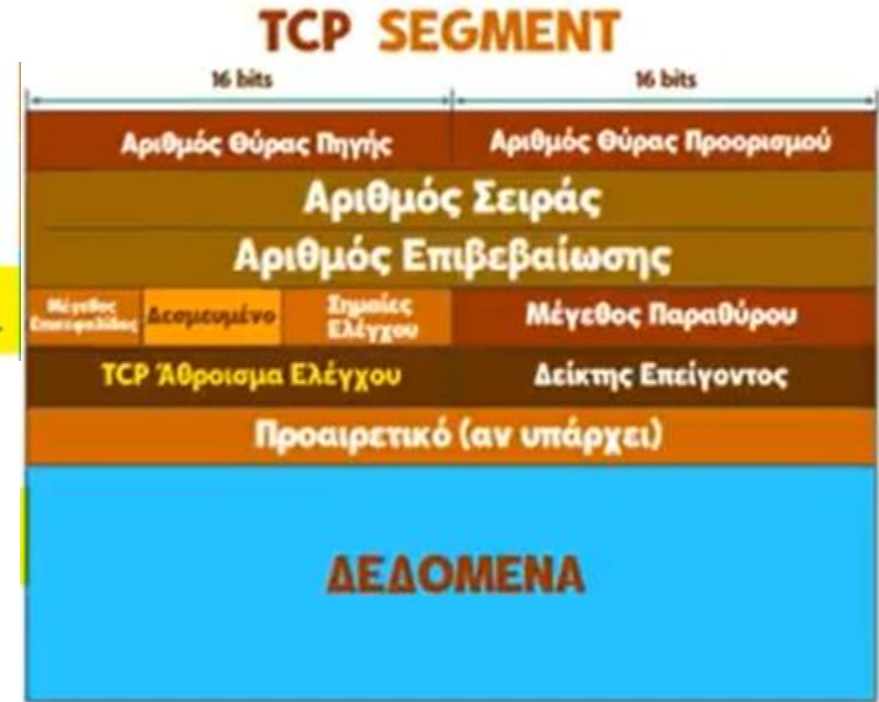 TCP SEGMENT
16 bits 16 bits
Αριθμός Θύρας Πηγής Αριθμός Θύρας Προορισμού
Αριθμός Σειράς
Αριθμός Επιβεβαίωσης
Μέγεθος Επικεφαλίδας Δεσμευμένο Σημαίες Ελέγχου Μέγεθος Παραθύρου
TCP Άθροισμα Ελέγχου Δείκτης Επείγοντος
Προαιρετικό (αν υπάρχει)
ΔΕΔΟΜΕΝΑ